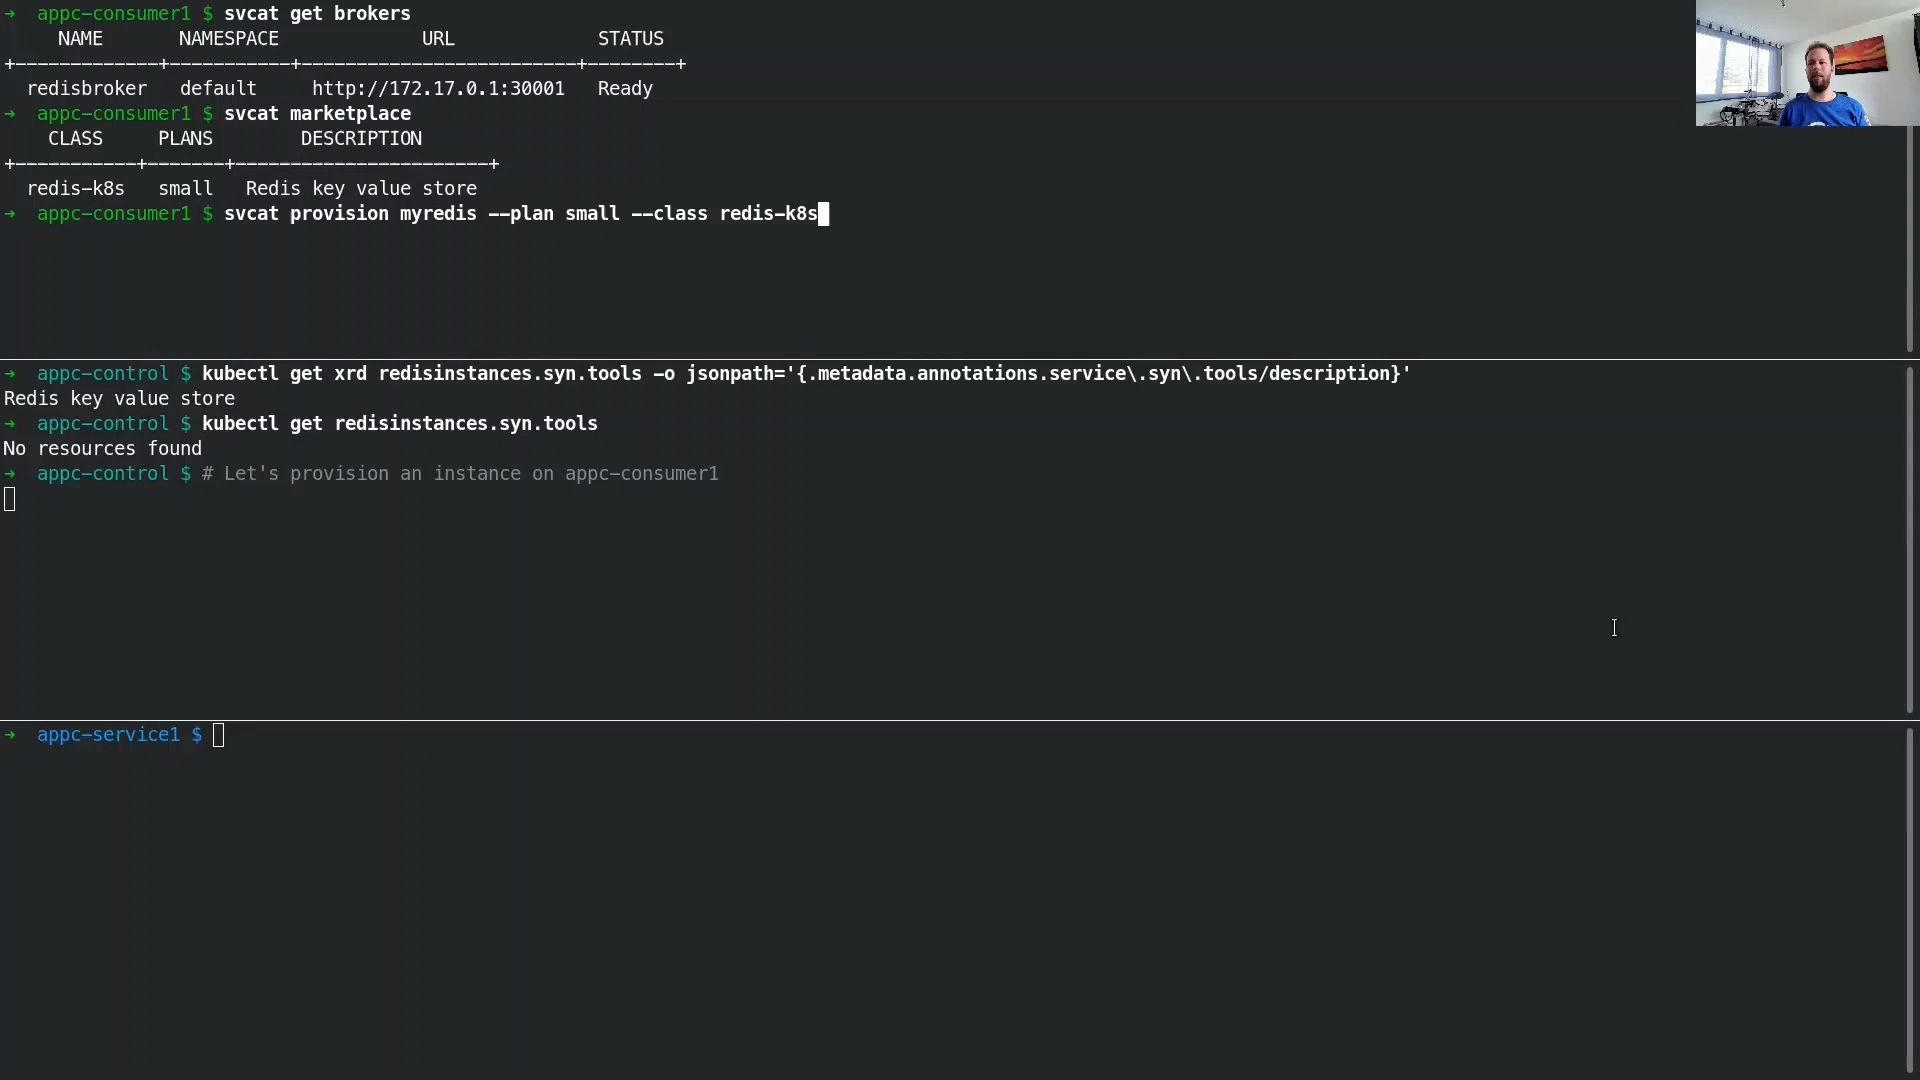 →  appc-consumer1 $ svcat get brokers
NAME NAMESPACE URL STATUS
+-------------+-----------+-------------------------+--------+
redisbroker default http://172.17.0.1:30001 Ready
→  appc-consumer1 $ svcat marketplace
CLASS PLANS DESCRIPTION
+-----------+-------+-----------------------+
redis-k8s small Redis key value store
→  appc-consumer1 $ svcat provision myredis --plan small --class redis-k8s
→  appc-control $ kubectl get xrd redisinstances.syn.tools -o jsonpath='{.metadata.annotations.service\.syn\.tools/description}'
Redis key value store
→  appc-control $ kubectl get redisinstances.syn.tools
No resources found
→  appc-control $ # Let's provision an instance on appc-consumer1
→  appc-service1 $